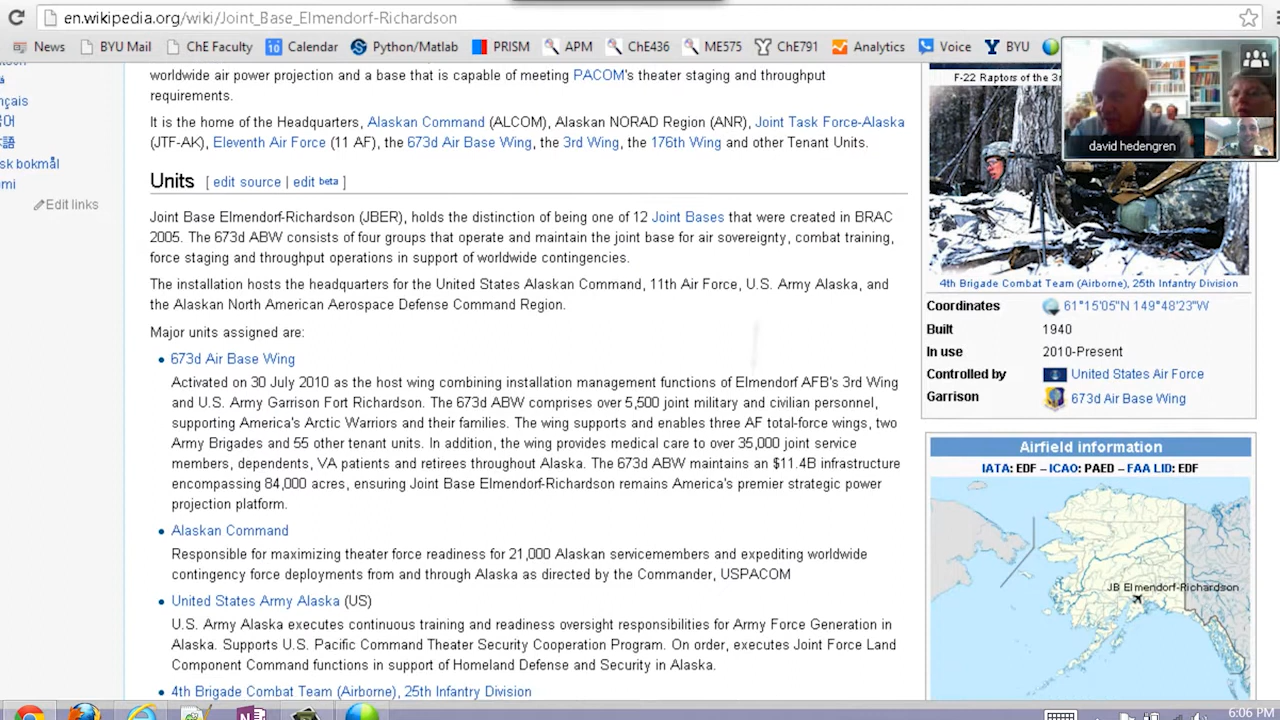 en.wikipedia.org/wiki/Joint_Base_Elmendorf-Richardson
News BYU Mail ChE Faculty Calendar Python/Matlab PRISM APM ChE436 ME575 ChE791 Analytics Voice BYU
david hedengren
worldwide air power projection and a base that is capable of meeting PACOM's theater staging and throughput
requirements.
It is the home of the Headquarters, Alaskan Command (ALCOM), Alaskan NORAD Region (ANR), Joint Task Force-Alaska
(JTF-AK), Eleventh Air Force (11 AF), the 673d Air Base Wing, the 3rd Wing, the 176th Wing and other Tenant Units.
Units [ edit source | edit beta ]
Joint Base Elmendorf-Richardson (JBER), holds the distinction of being one of 12 Joint Bases that were created in BRAC
2005. The 673d ABW consists of four groups that operate and maintain the joint base for air sovereignty, combat training,
force staging and throughput operations in support of worldwide contingencies.
The installation hosts the headquarters for the United States Alaskan Command, 11th Air Force, U.S. Army Alaska, and
the Alaskan North American Aerospace Defense Command Region.
Major units assigned are:
• 673d Air Base Wing
Activated on 30 July 2010 as the host wing combining installation management functions of Elmendorf AFB's 3rd Wing
and U.S. Army Garrison Fort Richardson. The 673d ABW comprises over 5,500 joint military and civilian personnel,
supporting America's Arctic Warriors and their families. The wing supports and enables three AF total-force wings, two
Army Brigades and 55 other tenant units. In addition, the wing provides medical care to over 35,000 joint service
members, dependents, VA patients and retirees throughout Alaska. The 673d ABW maintains an $11.4B infrastructure
encompassing 84,000 acres, ensuring Joint Base Elmendorf-Richardson remains America's premier strategic power
projection platform.
• Alaskan Command
Responsible for maximizing theater force readiness for 21,000 Alaskan servicemembers and expediting worldwide
contingency force deployments from and through Alaska as directed by the Commander, USPACOM
• United States Army Alaska (US)
U.S. Army Alaska executes continuous training and readiness oversight responsibilities for Army Force Generation in
Alaska. Supports U.S. Pacific Command Theater Security Cooperation Program. On order, executes Joint Force Land
Component Command functions in support of Homeland Defense and Security in Alaska.
• 4th Brigade Combat Team (Airborne), 25th Infantry Division
Edit links
F-22 Raptors of the
4th Brigade Combat Team (Airborne), 25th Infantry Division
Coordinates 61°15′05″N 149°48′23″W
Built 1940
In use 2010-Present
Controlled by United States Air Force
Garrison 673d Air Base Wing
Airfield information
IATA: EDF – ICAO: PAED – FAA LID: EDF
JB Elmendorf-Richardson
6:06 PM